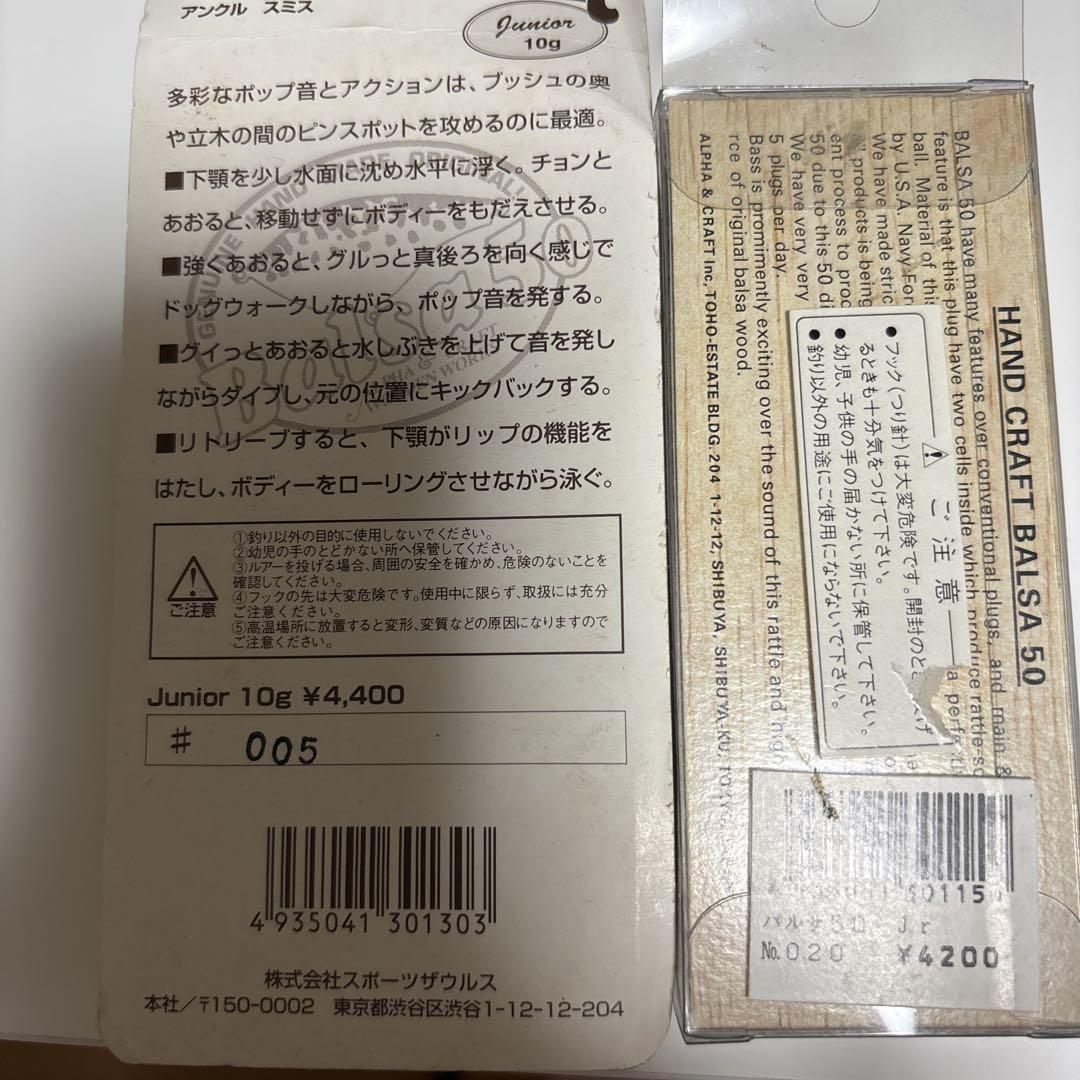 アンクル スミス
Junior
10g
多彩なポップ音とアクションは、ブッシュの奥
や立木の間のピンスポットを攻めるのに最適。
■下顎を少し水面に沈め水平に浮く。チョンと
あおると、移動せずにボディーをもだえさせる。
■強くあおると、グルっと真後ろを向く感じで
ドッグウォークしながら、ポップ音を発する。
■グイっとあおると水しぶきを上げて音を発し
ながらダイブし、元の位置にキックバックする。
■リトリーブすると、下顎がリップの機能を
はたし、ボディーをローリングさせながら泳ぐ。
Balsa 50
ご注意
①釣り以外の目的に使用しないでください。
②幼児の手のとどかない所へ保管してください。
③ルアーを投げる場合、周囲の安全を確かめ、危険のないことを
確認してください。
④フックの先は大変危険です。使用中に限らず、取扱には充分
ご注意ください。
⑤高温場所に放置すると変形、変質などの原因になりますので
ご注意ください。
Junior 10g ¥4,400
# 005
4 935041 301303
株式会社スポーツザウルス
本社/〒150-0002 東京都渋谷区渋谷1-12-12-204
HAND CRAFT BALSA 50
BALSA 50 have many features over conventional plugs, and main
feature is that this plug have two cells inside which produce rattle-so
ball. Material of this
by U.S.A. Navy For
We have made stric
all products is being
ent process to proc
50 due to this 50 di
We have very very
5 plugs per day.
Bass is promimently exciting over the sound of this rattle and high
rce of original balsa wood.
ALPHA & CRAFT Inc, TOHO-ESTATE BLDG. 204 1-12-12, SHIBUYA, SHIBUYA-KU, TOKYO
ご注意
●フック(つり針)は大変危険です。開封のとき
るときも十分気をつけて下さい。
●幼児、子供の手の届かない所に保管して下さい。
●釣り以外の用途にご使用にならないで下さい。
バルサ50 Jr
No.020 ¥4200